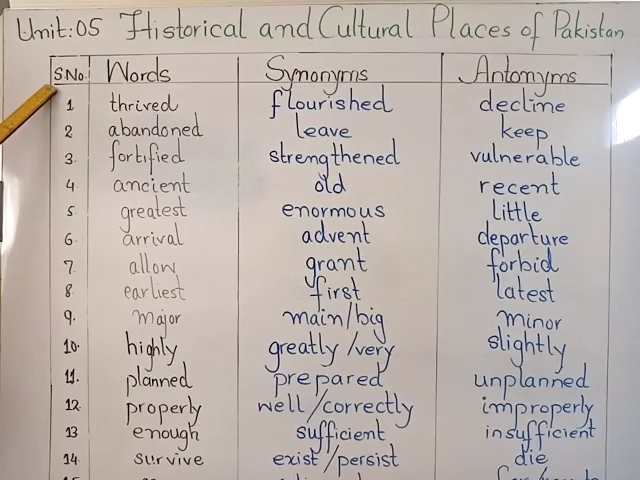 Unit:05 Historical and Cultural Places of Pakistan
S.No. Words Synonyms Antonyms
1 thrived flourished decline
2 abandoned leave keep
3. fortified strengthened vulnerable
4. ancient old recent
5. greatest enormous little
6. arrival advent departure
7. allow grant forbid
8. earliest first latest
9. major main/big minor
10. highly greatly/very slightly
11. planned prepared unplanned
12. properly well/correctly improperly
13 enough sufficient insufficient
14. survive exist/persist die